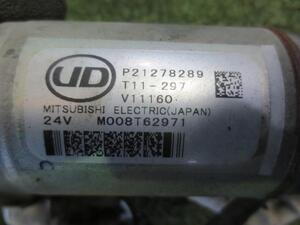 UD
P21278289
T11-297
V11160
MITSUBISHI ELECTRIC(JAPAN)
24V M008T62971